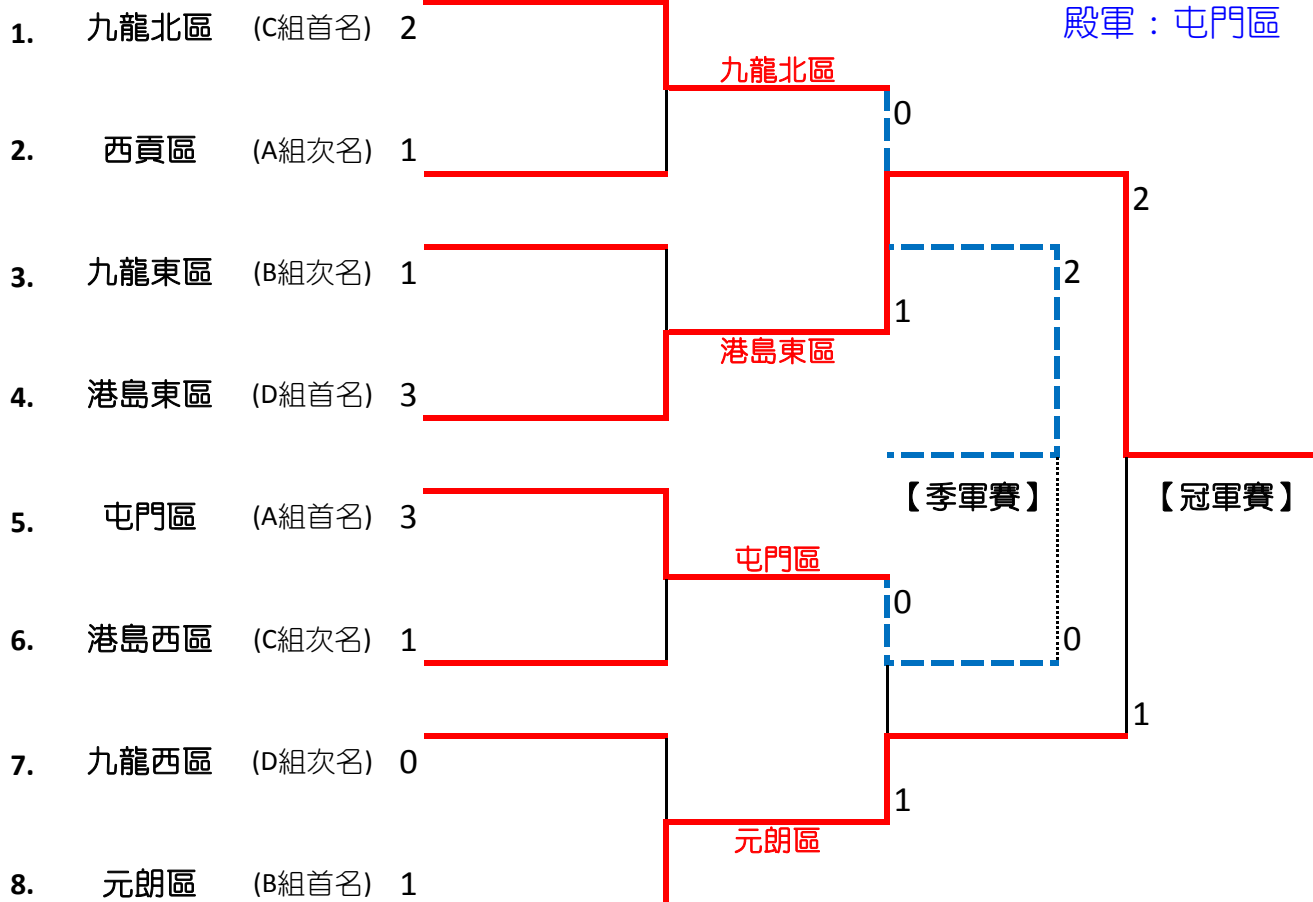 殿軍：屯門區
1. 九龍北區 (C組首名) 2
九龍北區
0
2. 西貢區 (A組次名) 1
2
3. 九龍東區 (B組次名) 1
2
1
港島東區
4. 港島東區 (D組首名) 3
【季軍賽】 【冠軍賽】
5. 屯門區 (A組首名) 3
屯門區
0
6. 港島西區 (C組次名) 1
0
1
7. 九龍西區 (D組次名) 0
1
元朗區
8. 元朗區 (B組首名) 1